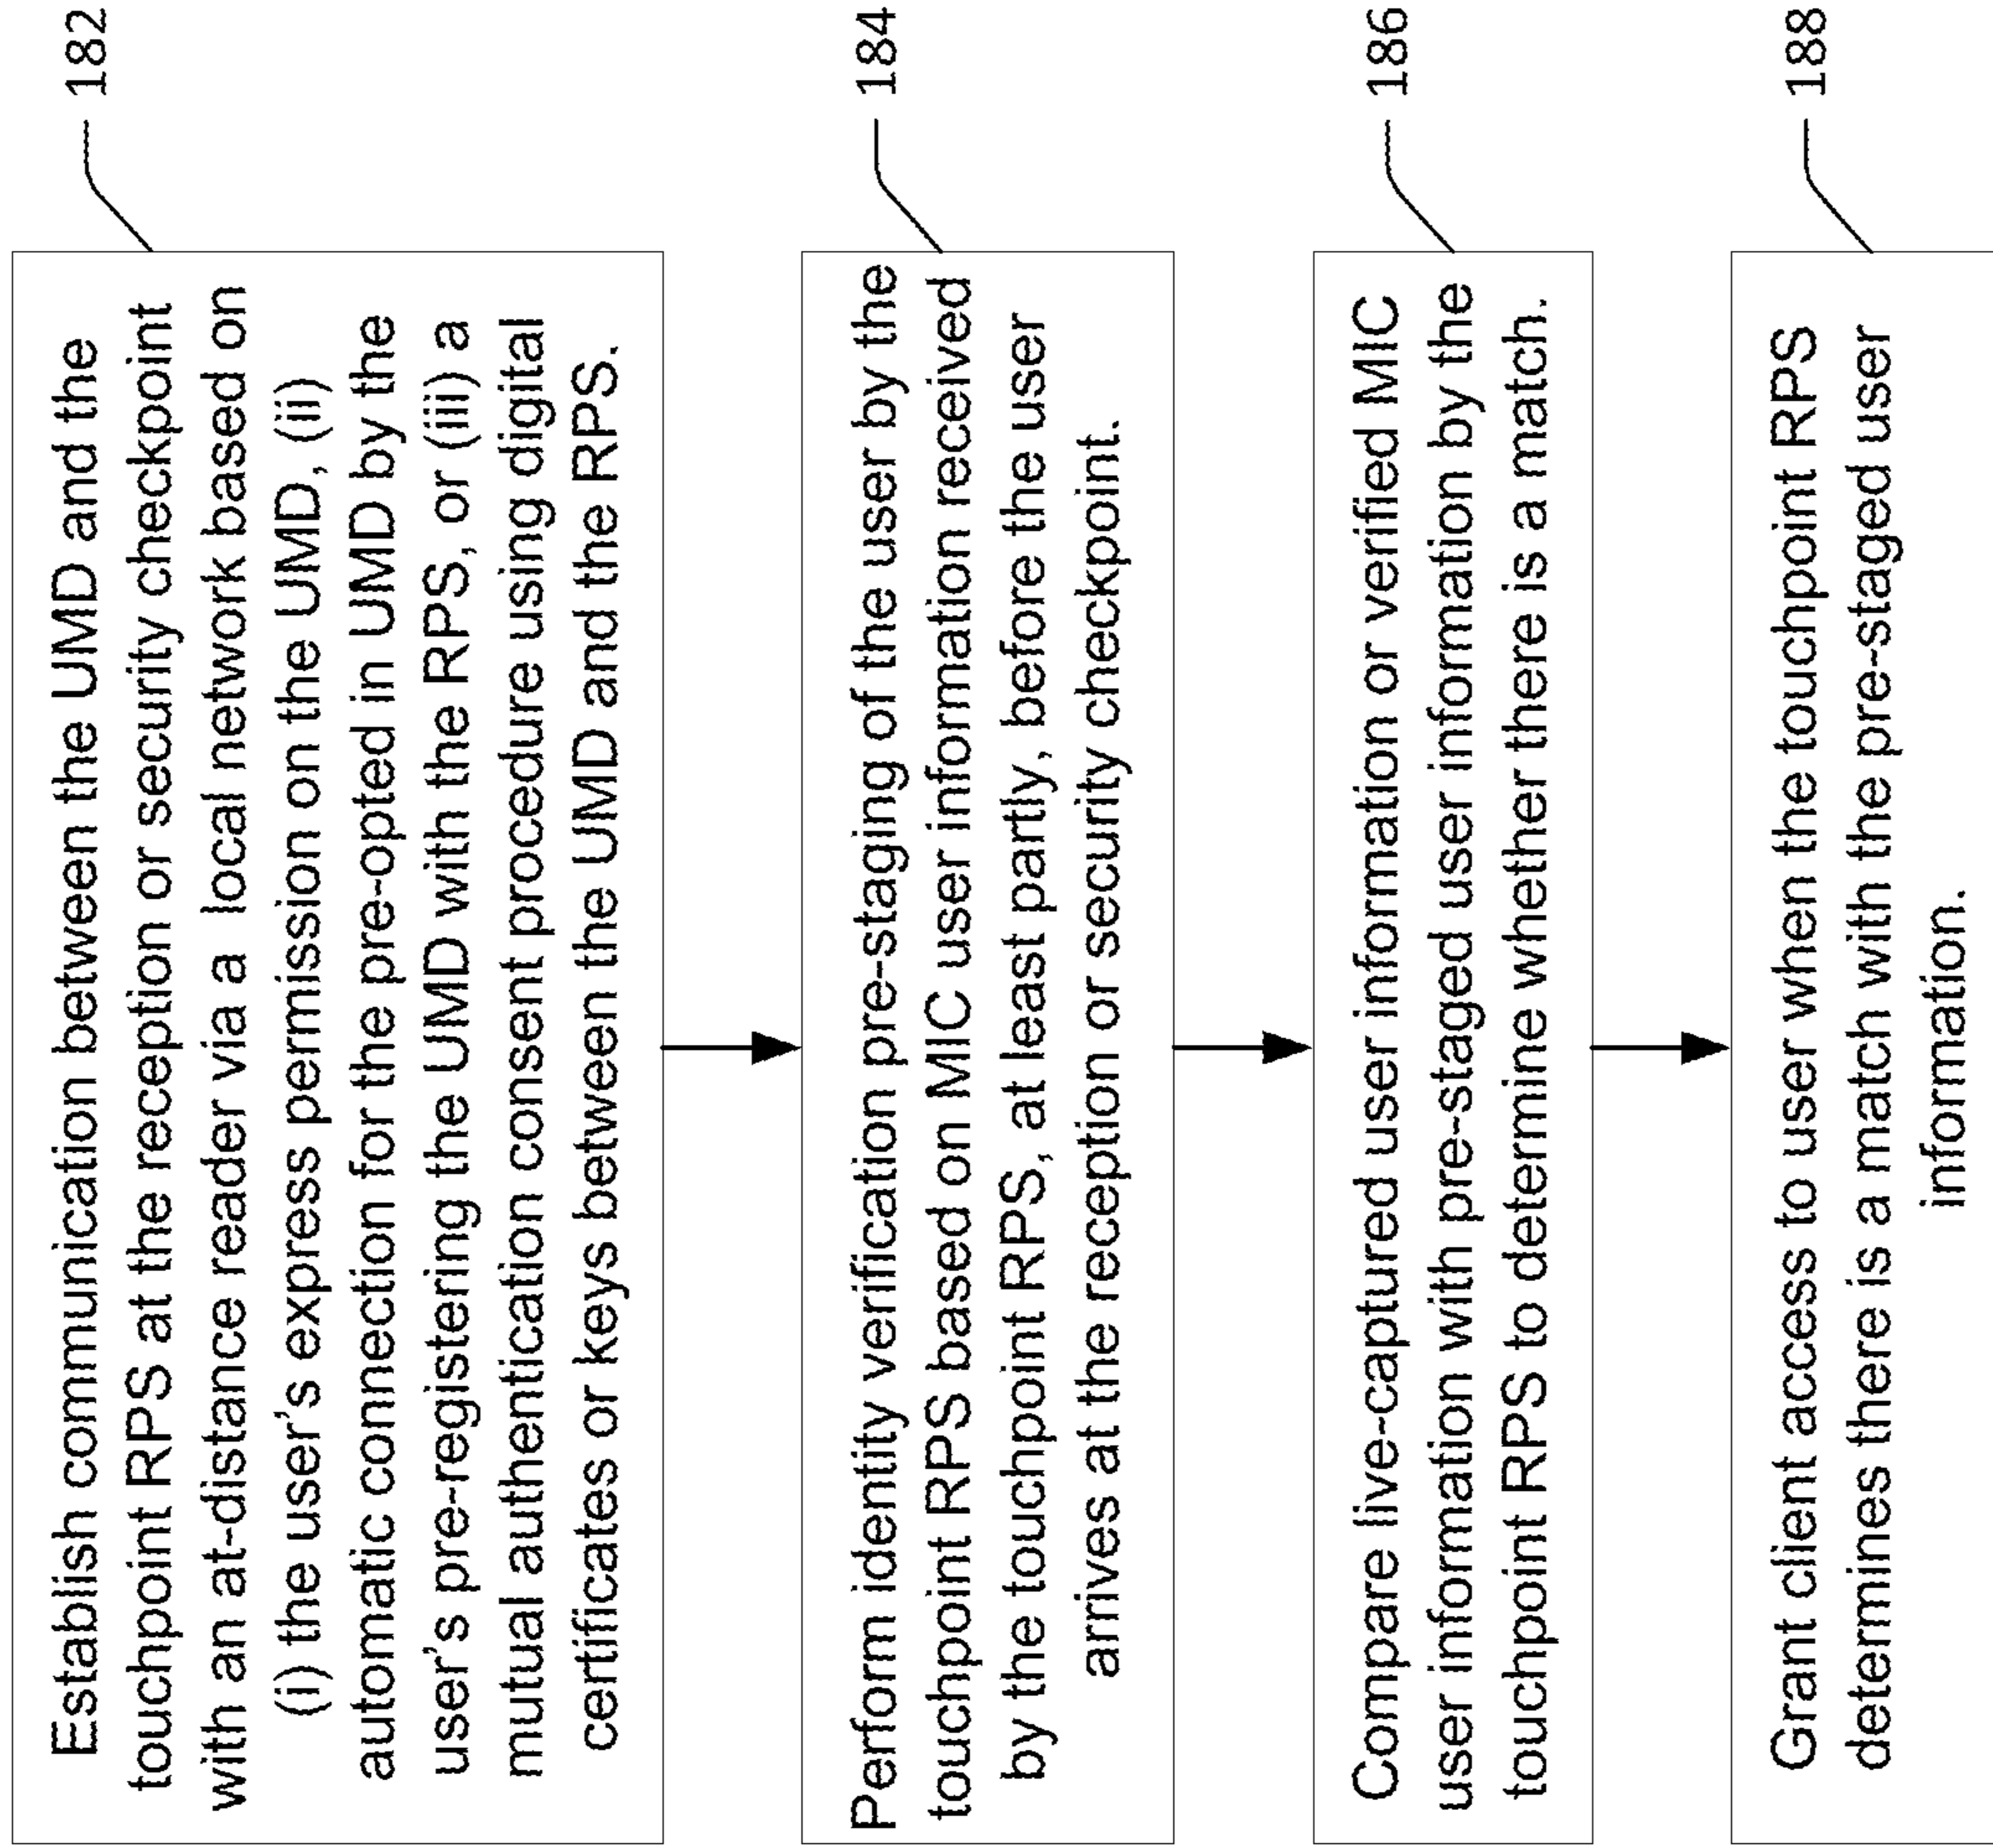 Establish communication between the UMD and the
touchpoint RPS at the reception or security checkpoint
with an at-distance reader via a local network based on
(i) the user's express permission on the UMD, (ii)
automatic connection for the pre-opted in UMD by the
user's pre-registering the UMD with the RPS, or (iii) a
mutual authentication consent procedure using digital
certificates or keys between the UMD and the RPS.
182
Perform identity verification pre-staging of the user by the
touchpoint RPS based on MIC user information received
by the touchpoint RPS, at least partly, before the user
arrives at the reception or security checkpoint.
184
Compare live-captured user information or verified MIC
user information with pre-staged user information by the
touchpoint RPS to determine whether there is a match.
186
Grant client access to user when the touchpoint RPS
determines there is a match with the pre-staged user
information.
188